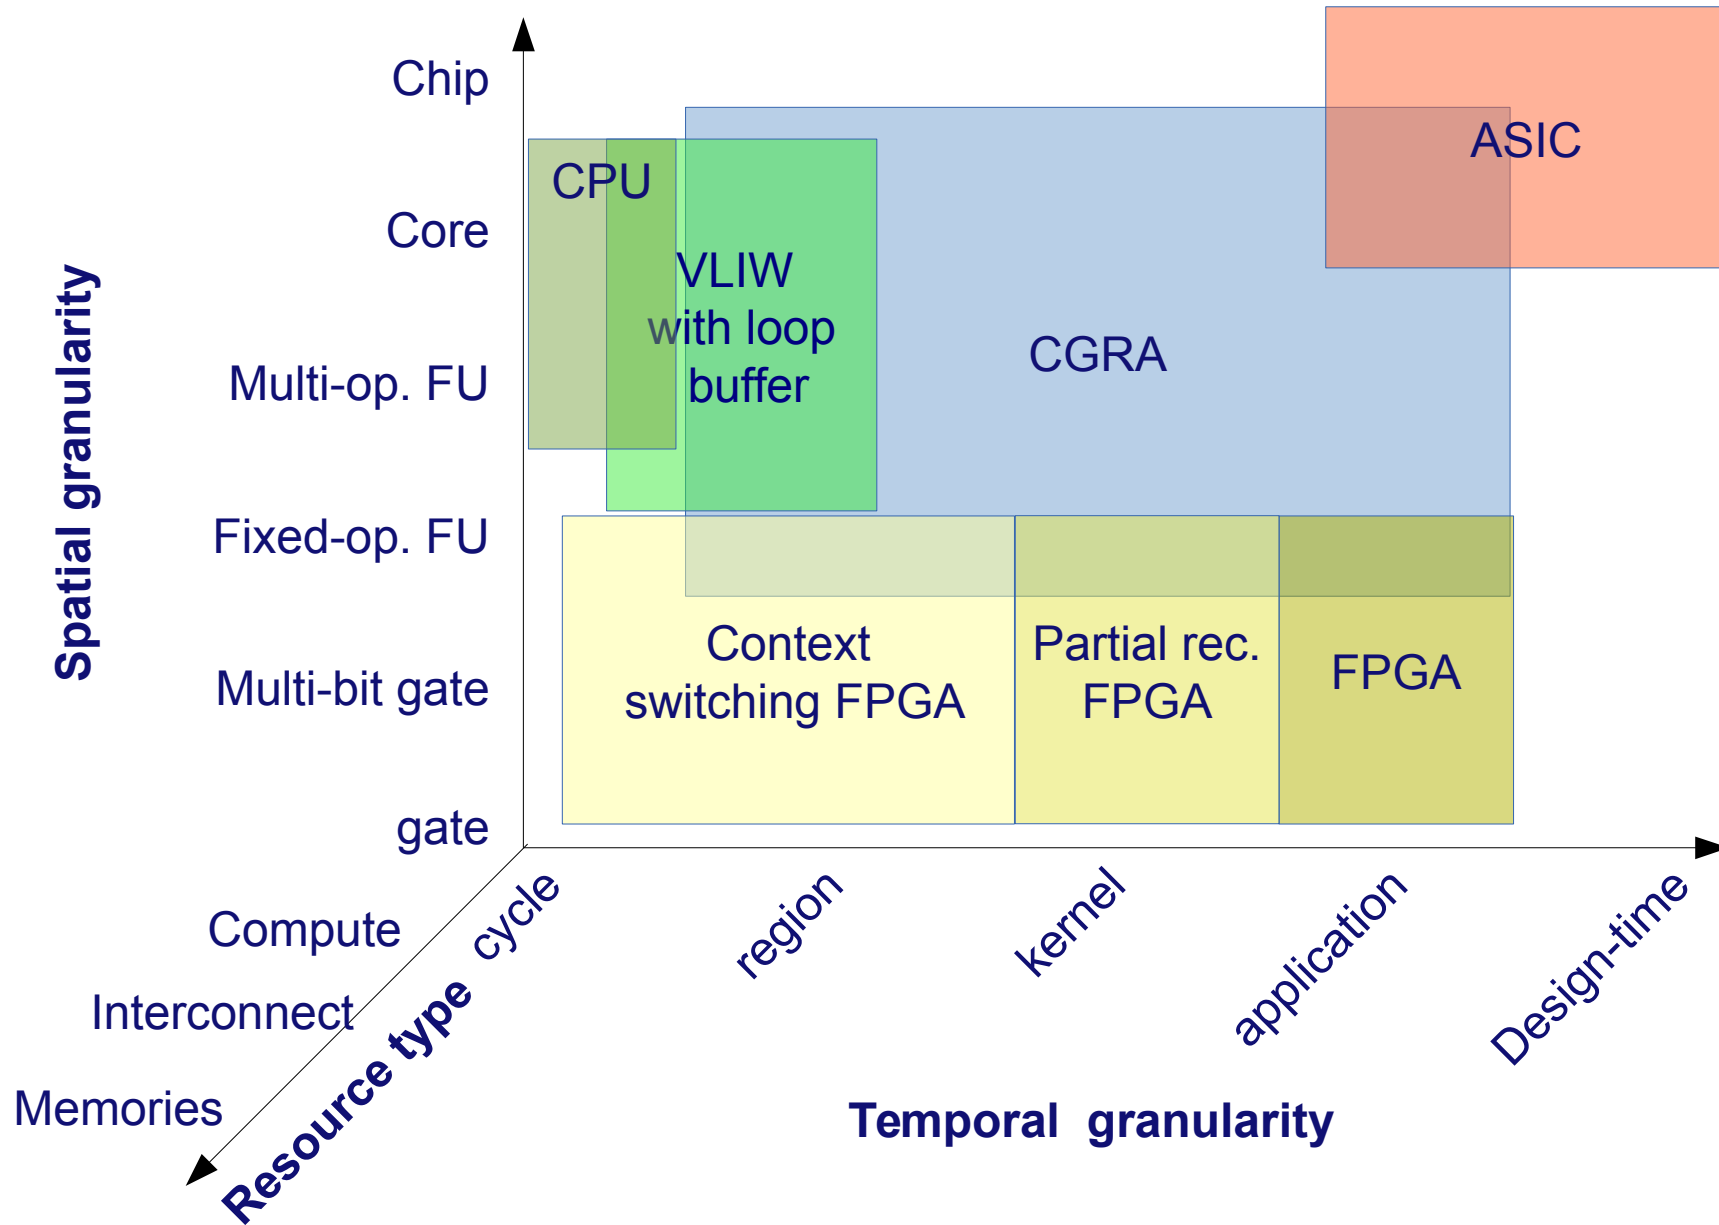 Chip
ASIC
CPU
Core
VLIW
with loop
buffer
CGRA
Multi-op. FU
Spatial granularity
Fixed-op. FU
Context
switching FPGA
Partial rec.
FPGA
FPGA
Multi-bit gate
gate
cycle
region
kernel
application
Design-time
Compute
Interconnect
Memories
Resource type
Temporal granularity